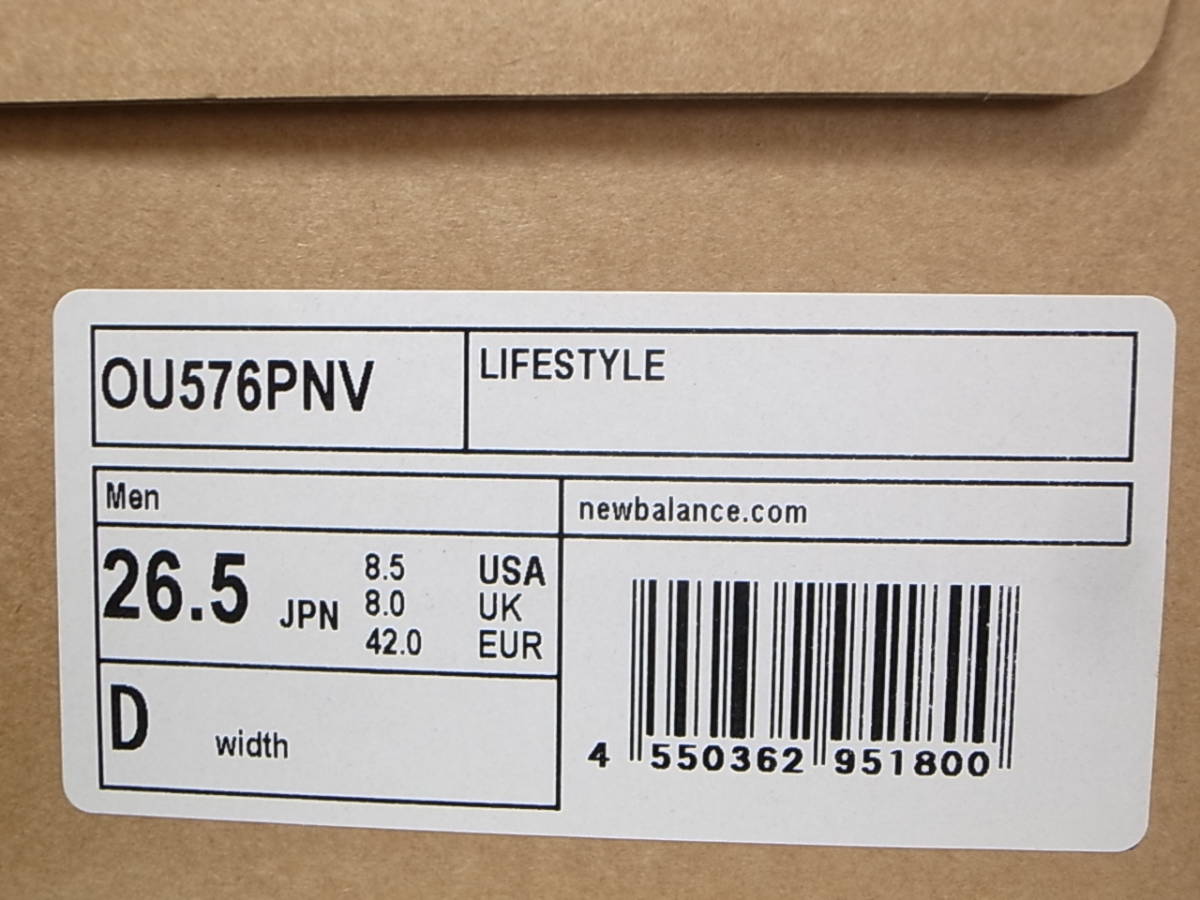 OU576PNV
LIFESTYLE
Men
newbalance.com
26.5 JPN
8.5 USA
8.0 UK
42.0 EUR
D width
4 550362 951800